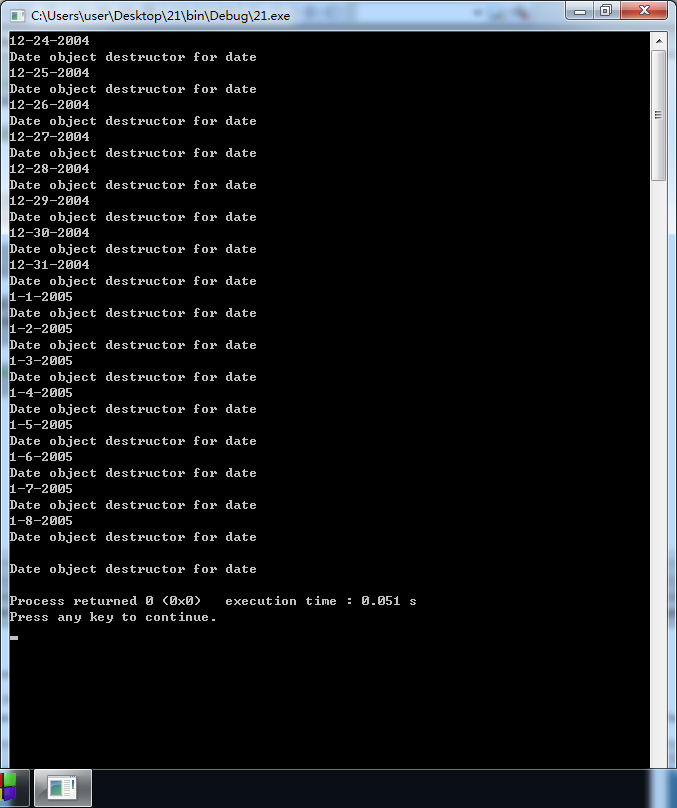 C:\Users\user\Desktop\21\bin\Debug\21.exe
12-24-2004
Date object destructor for date
12-25-2004
Date object destructor for date
12-26-2004
Date object destructor for date
12-27-2004
Date object destructor for date
12-28-2004
Date object destructor for date
12-29-2004
Date object destructor for date
12-30-2004
Date object destructor for date
12-31-2004
Date object destructor for date
1-1-2005
Date object destructor for date
1-2-2005
Date object destructor for date
1-3-2005
Date object destructor for date
1-4-2005
Date object destructor for date
1-5-2005
Date object destructor for date
1-6-2005
Date object destructor for date
1-7-2005
Date object destructor for date
1-8-2005
Date object destructor for date
Date object destructor for date
Process returned 0 (0x0)   execution time : 0.051 s
Press any key to continue.